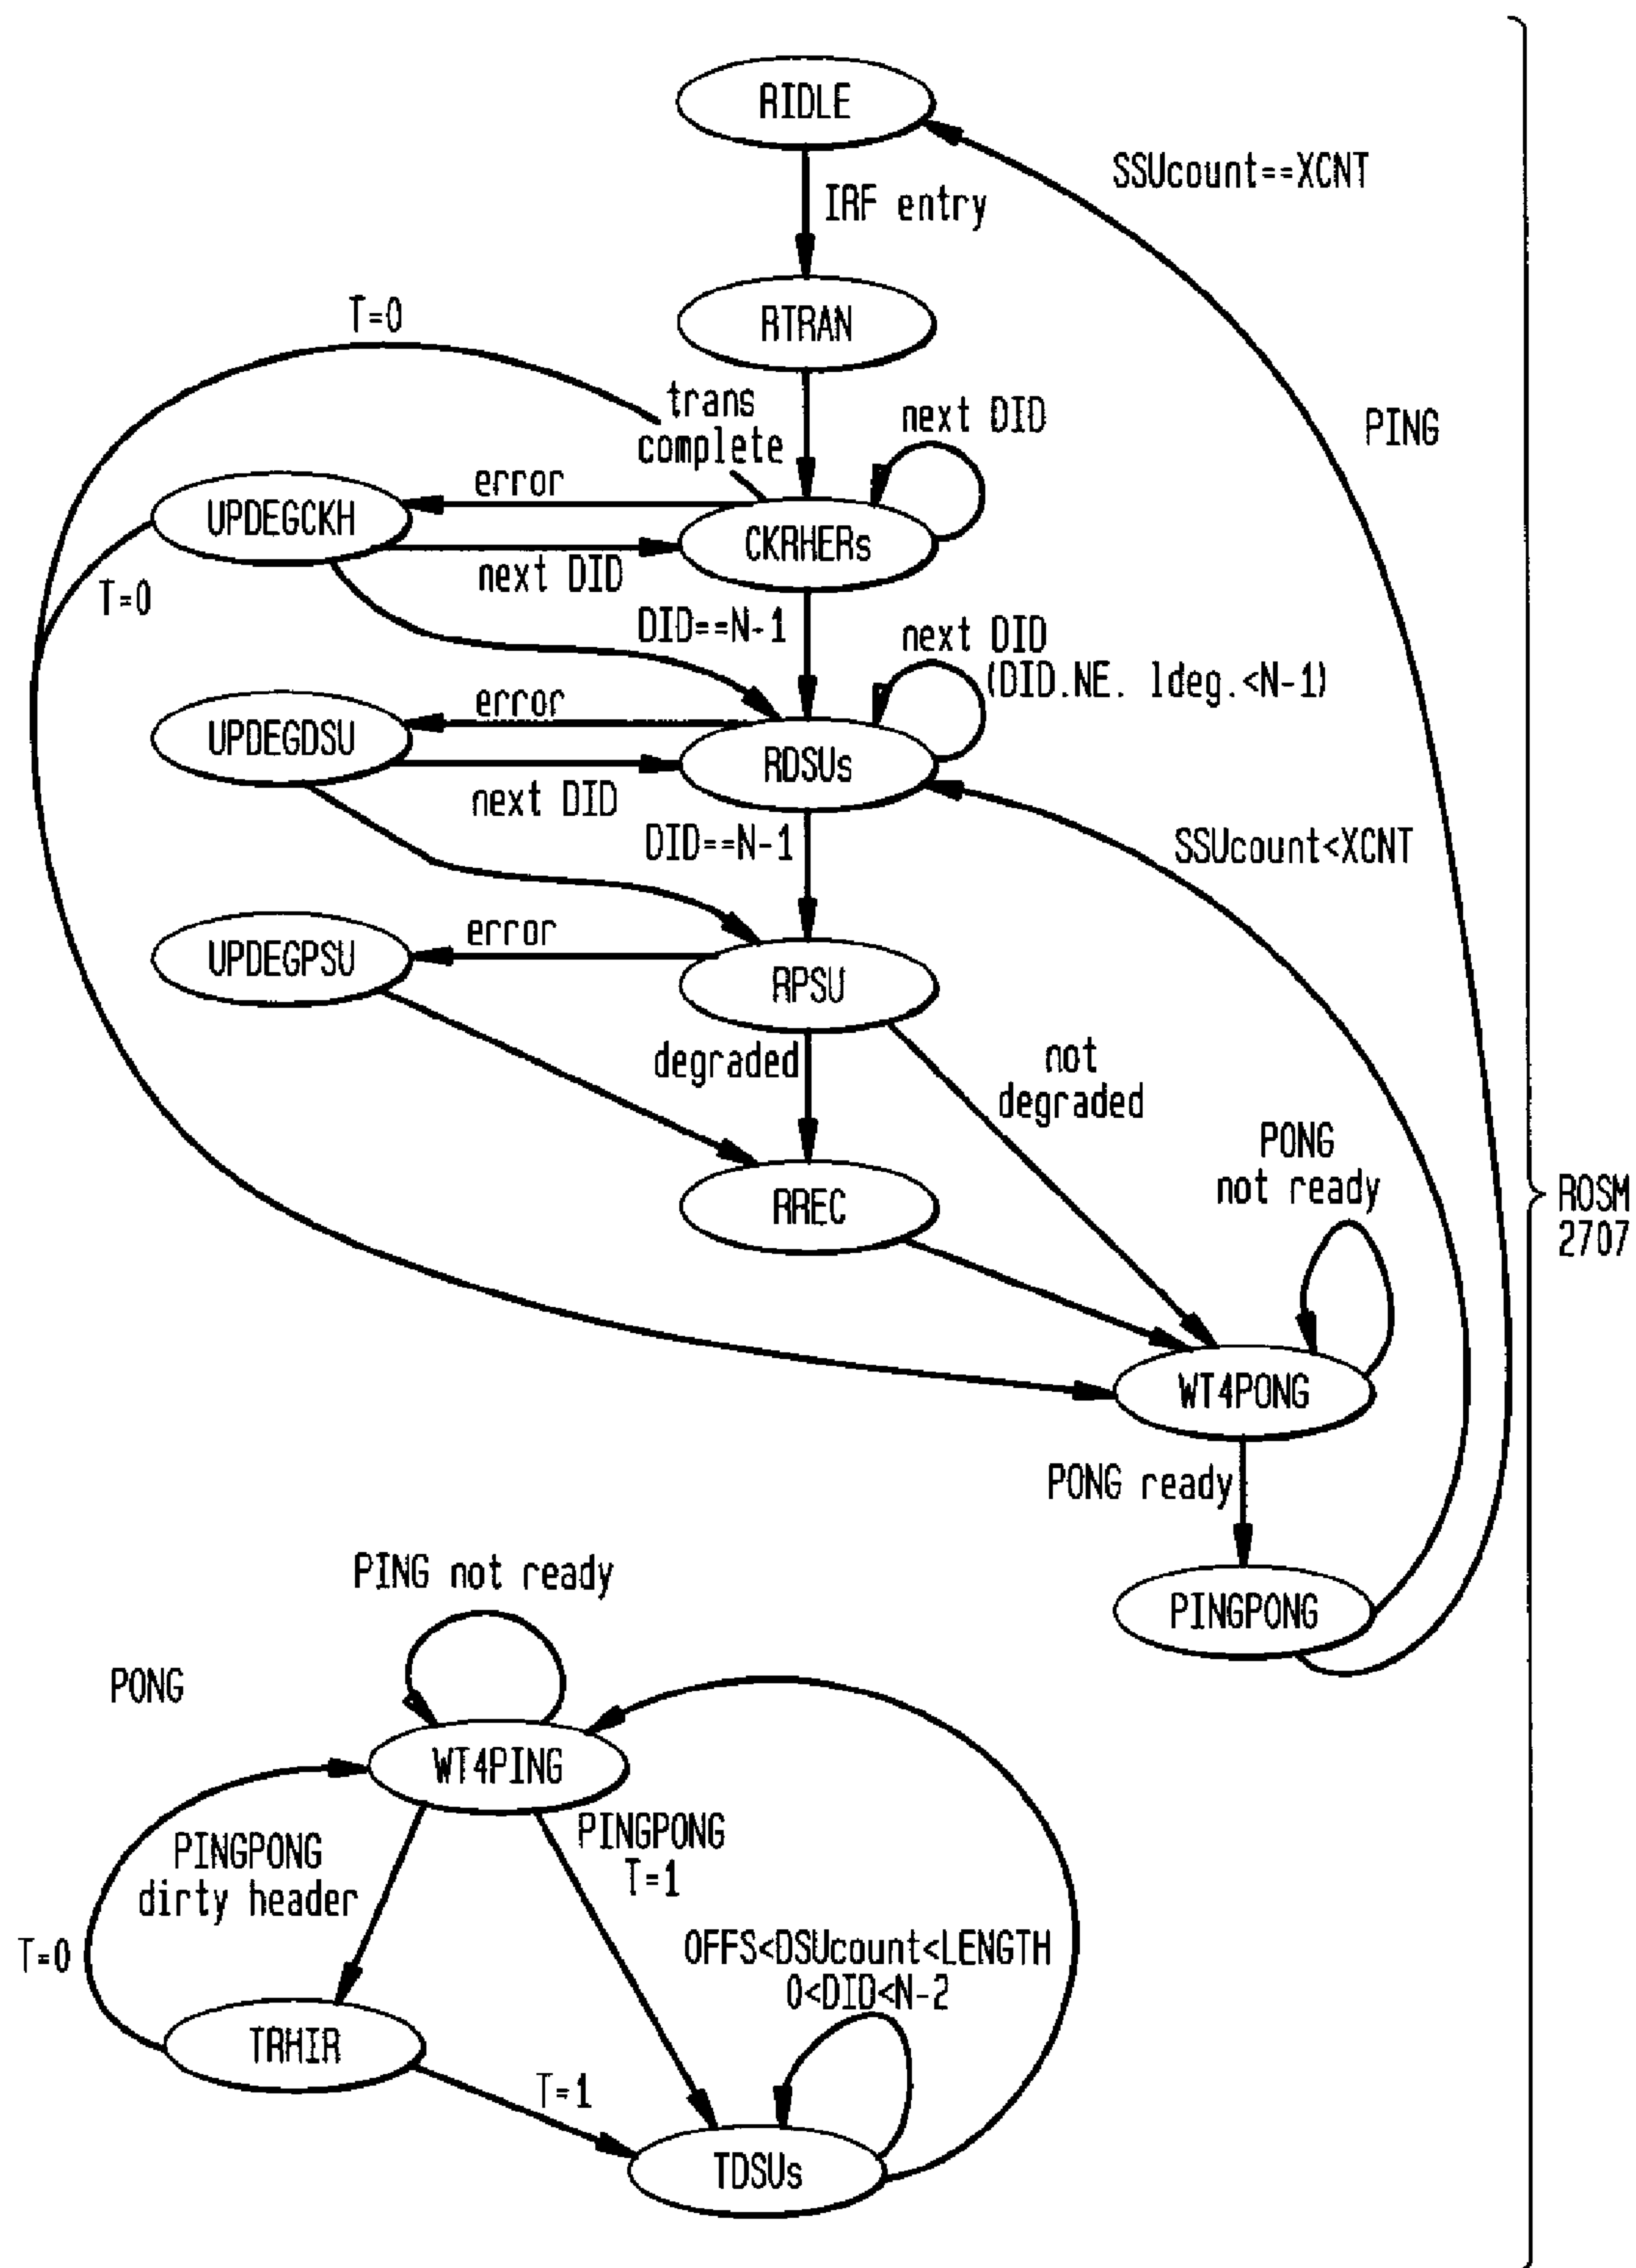 RIDLE
SSUcount==XCNT
IRF entry
T=0
RTRAN
trans
complete
next DID
PING
error
UPDEGCKH
CKRHERs
next DID
T=0
DID==N-1
next DID
(DID.NE. ldeg.<N-1)
error
UPDEGDSU
RDSUs
next DID
DID==N-1
SSUcount<XCNT
error
UPDEGPSU
RPSU
degraded
not
degraded
PONG
not ready
RREC
ROSM
2707
WT4PONG
PONG ready
PING not ready
PINGPONG
PONG
WT4PING
PINGPONG
T=1
PINGPONG
dirty header
T=0
OFFS<DSUcount<LENGTH
0<DID<N-2
TRHIR
T=1
TDSUs